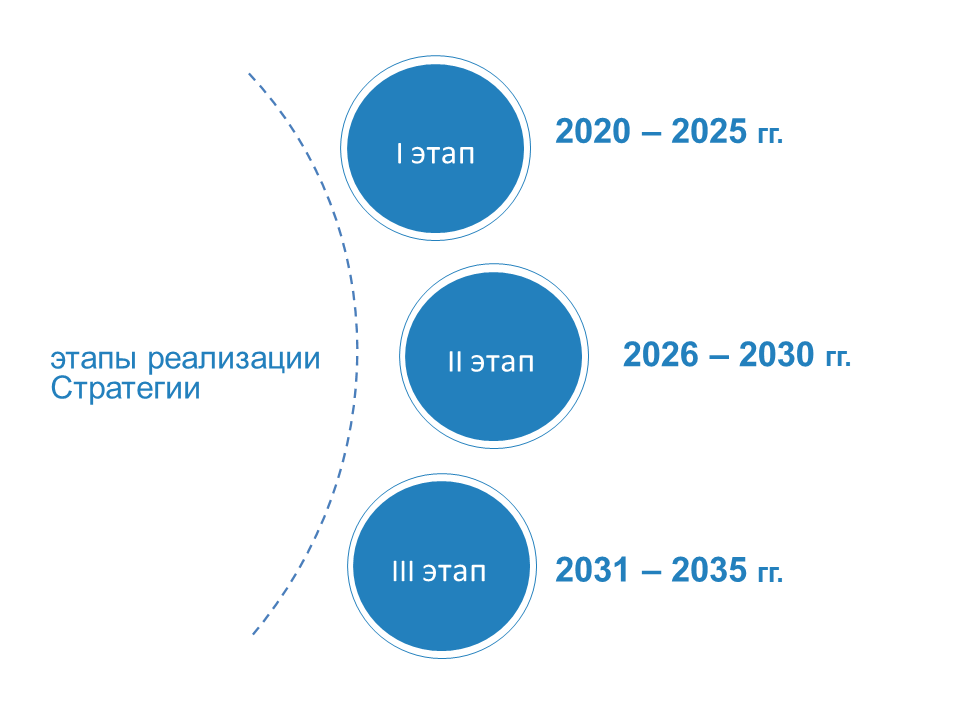 I этап
2020 – 2025 гг.
этапы реализации
Стратегии
II этап
2026 – 2030 гг.
III этап
2031 – 2035 гг.